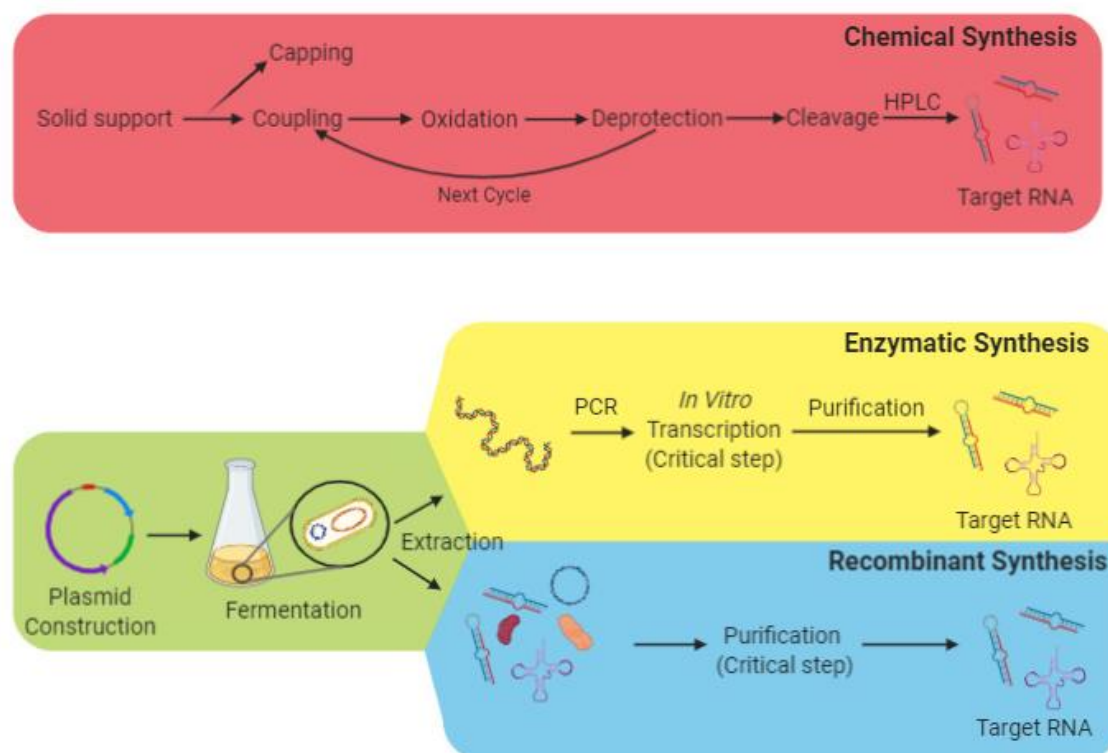 Chemical Synthesis
Capping
Solid support
Coupling
Oxidation
Deprotection
Cleavage
HPLC
Next Cycle
Target RNA
Enzymatic Synthesis
PCR
In Vitro
Transcription
(Critical step)
Purification
Target RNA
Plasmid
Construction
Fermentation
Extraction
Recombinant Synthesis
Purification
(Critical step)
Target RNA